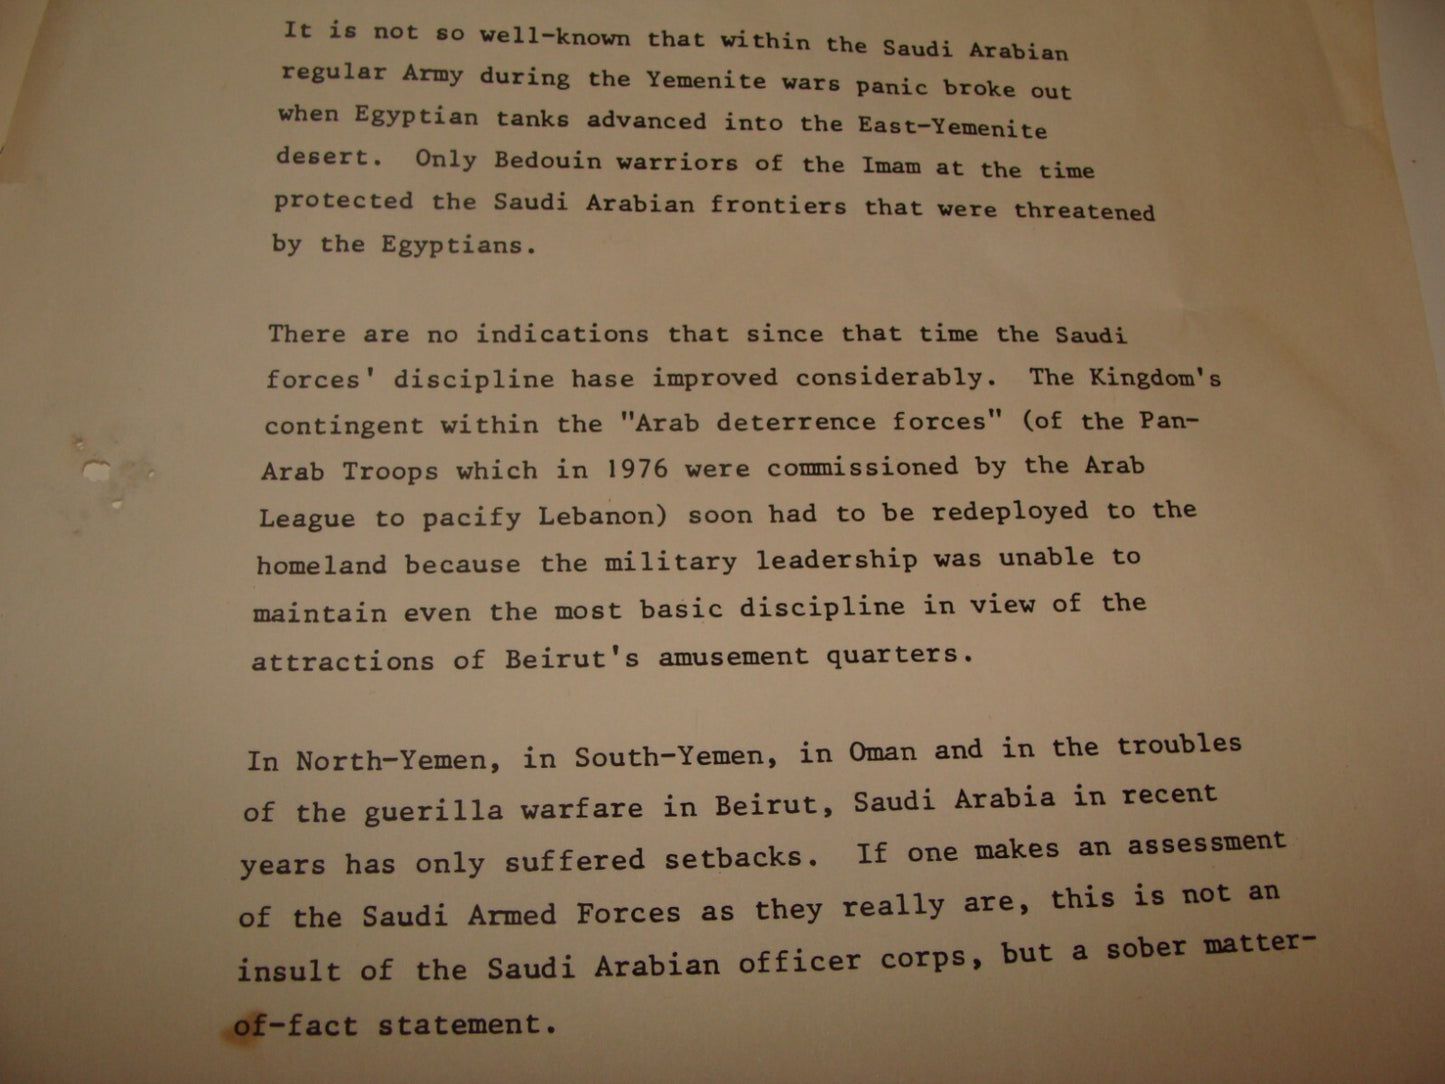 It is not so well-known that within the Saudi Arabian
regular Army during the Yemenite wars panic broke out
when Egyptian tanks advanced into the East-Yemenite
desert.  Only Bedouin warriors of the Imam at the time
protected the Saudi Arabian frontiers that were threatened
by the Egyptians.

There are no indications that since that time the Saudi
forces' discipline hase improved considerably.  The Kingdom's
contingent within the "Arab deterrence forces" (of the Pan-
Arab Troops which in 1976 were commissioned by the Arab
League to pacify Lebanon) soon had to be redeployed to the
homeland because the military leadership was unable to
maintain even the most basic discipline in view of the
attractions of Beirut's amusement quarters.

In North-Yemen, in South-Yemen, in Oman and in the troubles
of the guerilla warfare in Beirut, Saudi Arabia in recent
years has only suffered setbacks.  If one makes an assessment
of the Saudi Armed Forces as they really are, this is not an
insult of the Saudi Arabian officer corps, but a sober matter-
of-fact statement.